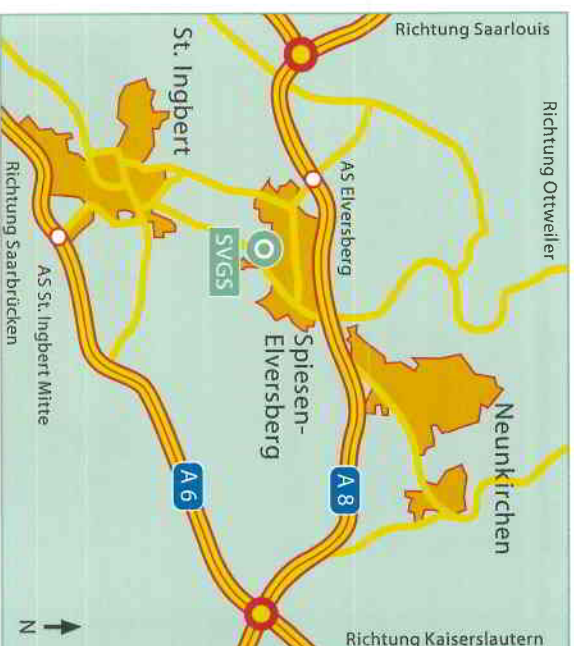 Richtung Saarlouis
Richtung Ottweiler
AS Elversberg
Neunkirchen
Spiesen-
Elversberg
SVGS
St. Ingbert
A 8
A 6
AS St. Ingbert Mitte
Richtung Saarbrücken
Richtung Kaiserslautern
N